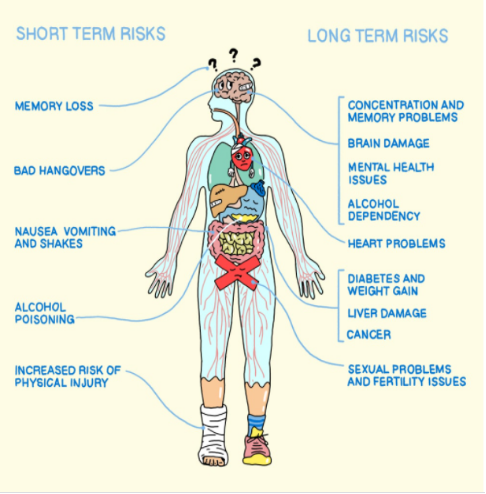 SHORT TERM RISKS
MEMORY LOSS
BAD HANGOVERS
NAUSEA VOMITING
AND SHAKES
ALCOHOL
POISONING
INCREASED RISK OF
PHYSICAL INJURY
? ? ?
LONG TERM RISKS
CONCENTRATION AND
MEMORY PROBLEMS
BRAIN DAMAGE
MENTAL HEALTH
ISSUES
ALCOHOL
DEPENDENCY
HEART PROBLEMS
DIABETES AND
WEIGHT GAIN
LIVER DAMAGE
CANCER
SEXUAL PROBLEMS
AND FERTILITY ISSUES